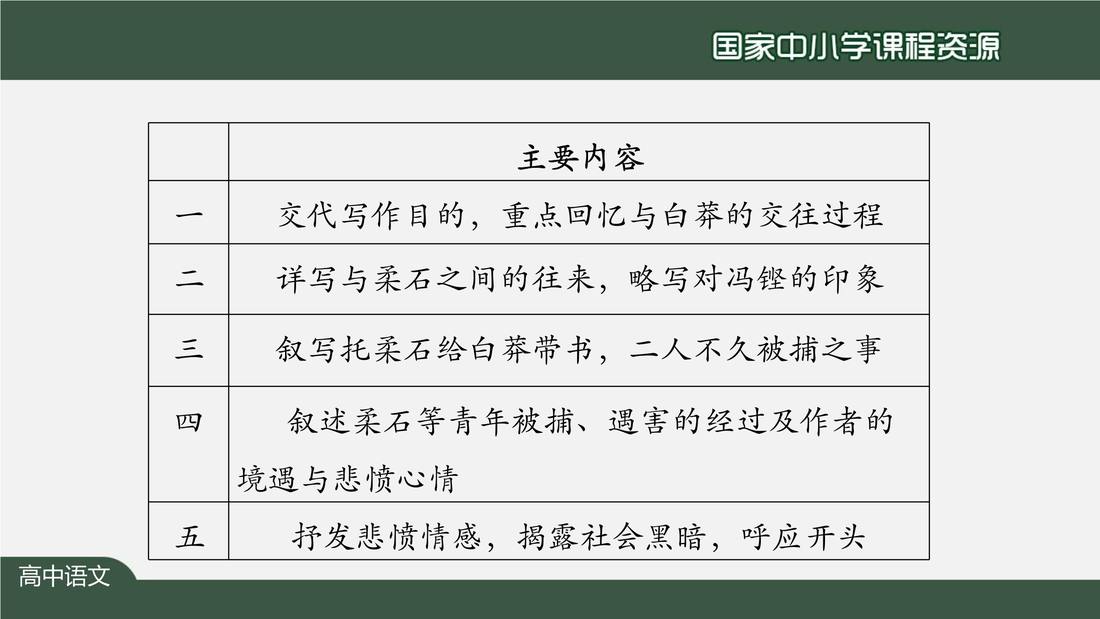 国家中小学课程资源
主要内容
一 交代写作目的，重点回忆与白莽的交往过程
二 详写与柔石之间的往来，略写对冯铿的印象
三 叙写托柔石给白莽带书，二人不久被捕之事
四 叙述柔石等青年被捕、遇害的经过及作者的
境遇与悲愤心情
五 抒发悲愤情感，揭露社会黑暗，呼应开头
高中语文